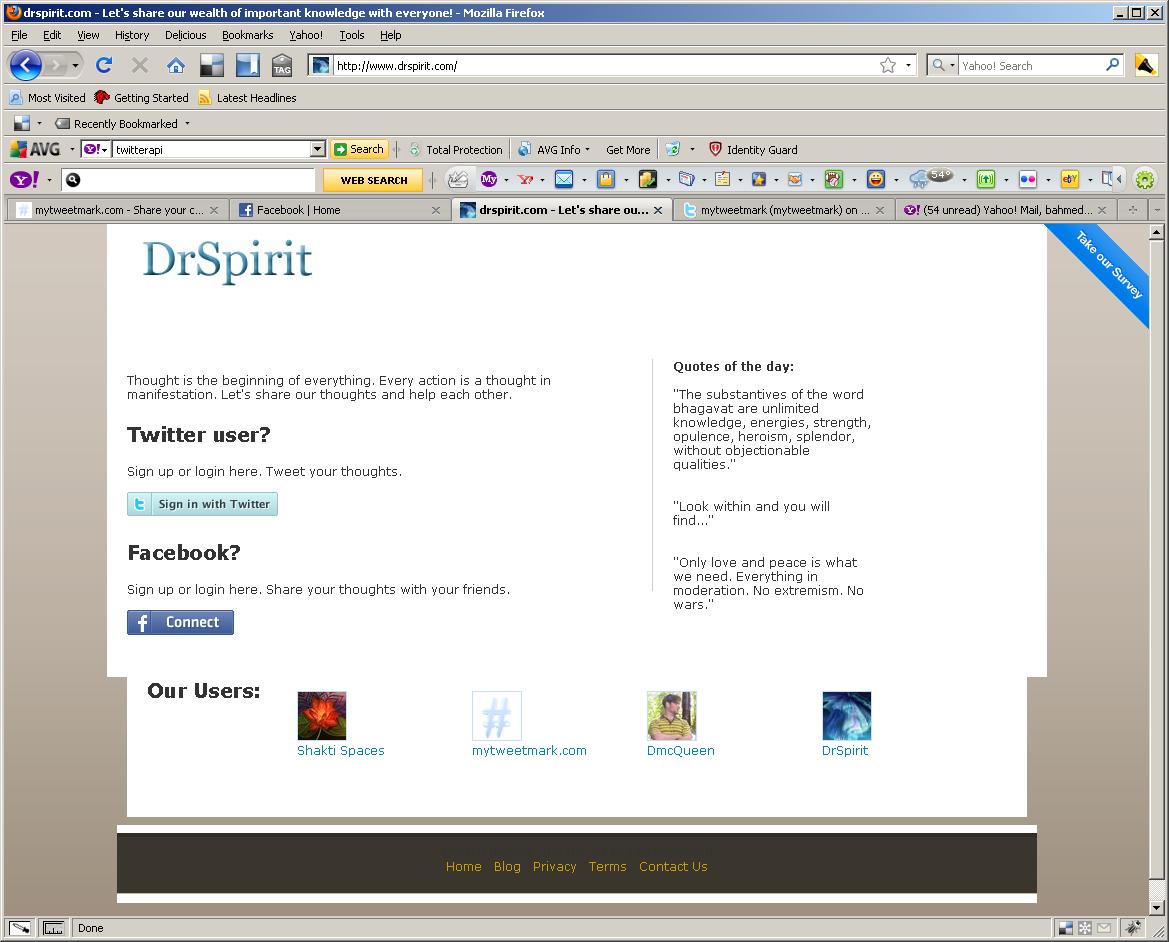 drspirit.com - Let's share our wealth of important knowledge with everyone! - Mozilla Firefox
File Edit View History Delicious Bookmarks Yahoo! Tools Help
TAG http://www.drspirit.com/ Yahoo! Search
Most Visited Getting Started Latest Headlines
Recently Bookmarked
AVG Y! twitterapi Search Total Protection AVG Info Get More Identity Guard
Y! WEB SEARCH My Y? 54° eBY
mytweetmark.com - Share your c... Facebook | Home drspirit.com - Let's share ou... mytweetmark (mytweetmark) on ... (54 unread) Yahoo! Mail, bahmed...
Take our Survey
DrSpirit
Thought is the beginning of everything. Every action is a thought in
manifestation. Let's share our thoughts and help each other.
Twitter user?
Sign up or login here. Tweet your thoughts.
Sign in with Twitter
Facebook?
Sign up or login here. Share your thoughts with your friends.
Connect
Quotes of the day:
"The substantives of the word
bhagavat are unlimited
knowledge, energies, strength,
opulence, heroism, splendor,
without objectionable
qualities."
"Look within and you will
find..."
"Only love and peace is what
we need. Everything in
moderation. No extremism. No
wars."
Our Users:
Shakti Spaces mytweetmark.com DmcQueen DrSpirit
Home Blog Privacy Terms Contact Us
Done